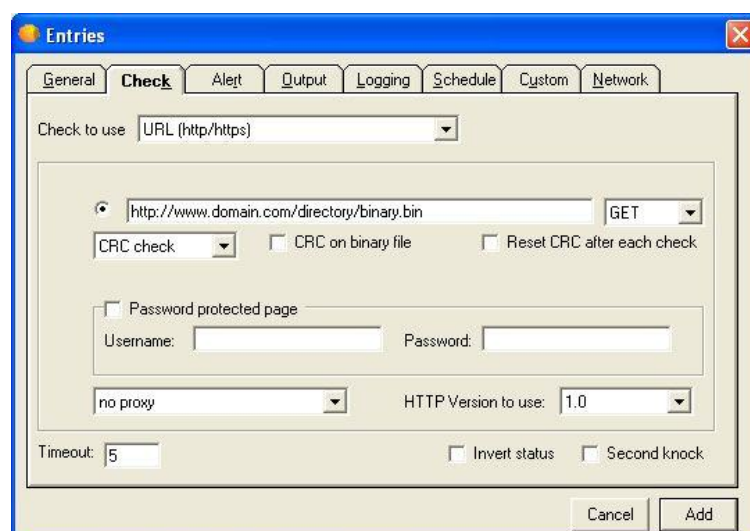 Entries
General Check Alert Output Logging Schedule Custom Network
Check to use URL (http/https)
http://www.domain.com/directory/binary.bin GET
CRC check CRC on binary file Reset CRC after each check
Password protected page
Username: Password:
no proxy HTTP Version to use: 1.0
Timeout: 5 Invert status Second knock
Cancel Add